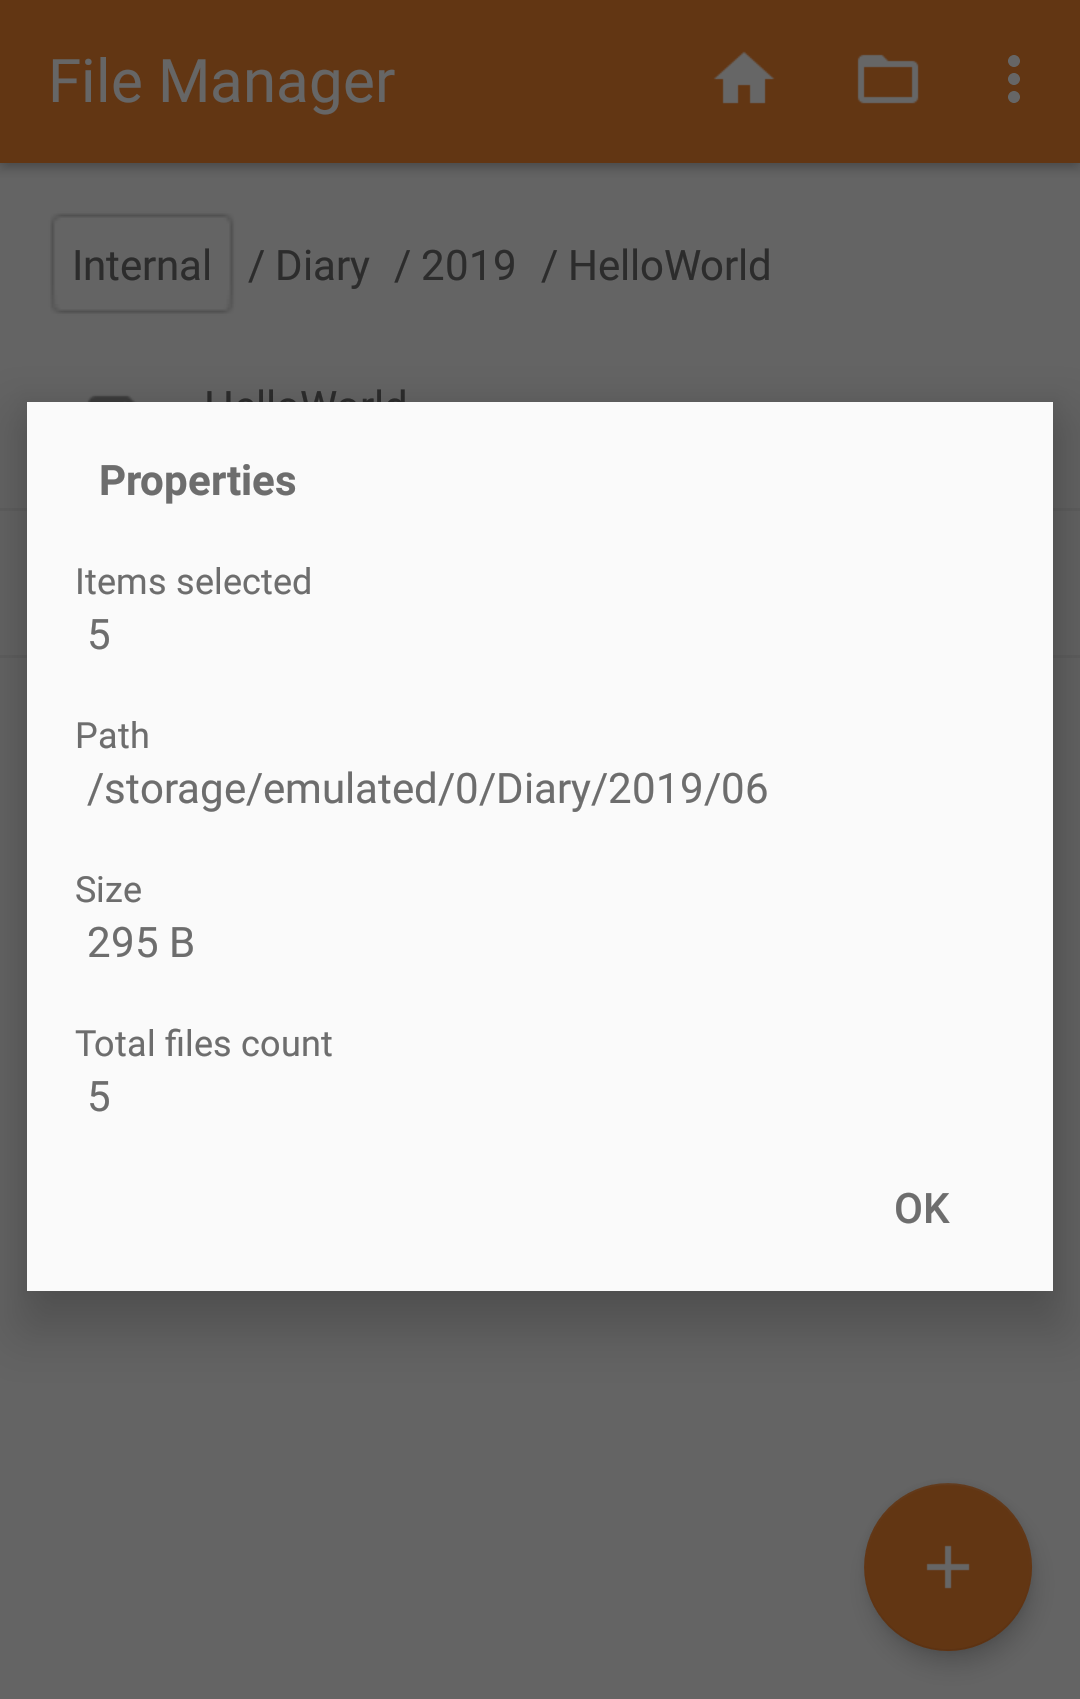 File Manager
Internal / Diary / 2019 / HelloWorld
HelloWorld
Properties
Items selected
5
Path
/storage/emulated/0/Diary/2019/06
Size
295 B
Total files count
5
OK